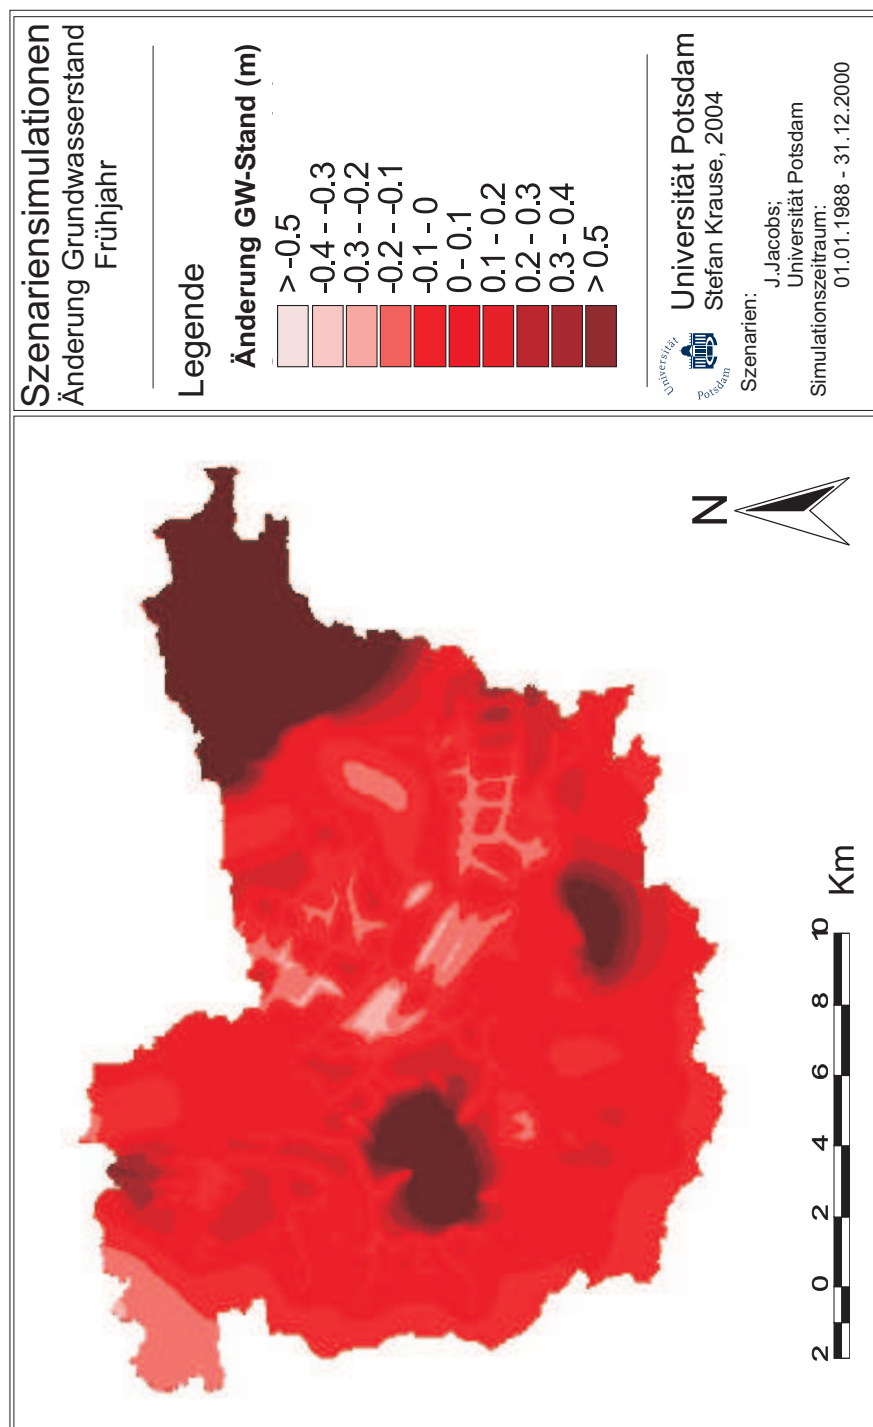 Szenariensimulationen
Änderung Grundwasserstand
Frühjahr
Legende
Änderung GW-Stand (m)
> -0.5
-0.4 - -0.3
-0.3 - -0.2
-0.2 - -0.1
-0.1 - 0
0 - 0.1
0.1 - 0.2
0.2 - 0.3
0.3 - 0.4
> 0.5
Universität
Potsdam
Universität Potsdam
Stefan Krause, 2004
Szenarien:
J.Jacobs;
Universität Potsdam
Simulationszeitraum:
01.01.1988 - 31.12.2000
N
2 0 2 4 6 8 10 Km